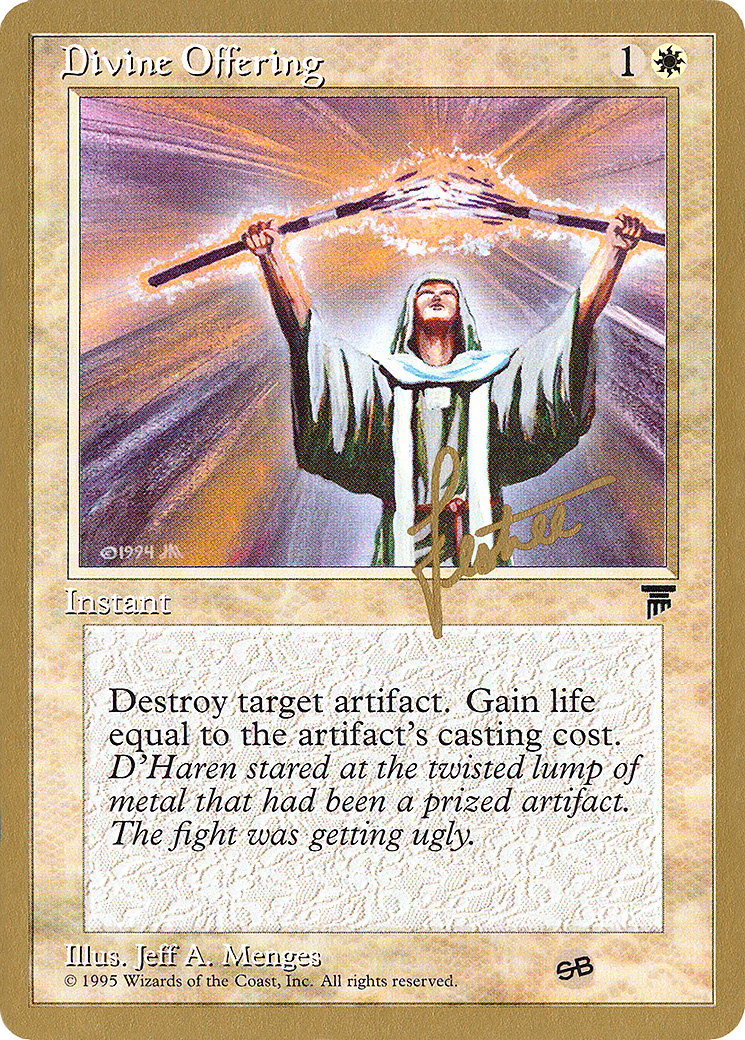 Divine Offering 1
©1994 JM
Instant
Destroy target artifact. Gain life
equal to the artifact's casting cost.
D'Haren stared at the twisted lump of
metal that had been a prized artifact.
The fight was getting ugly.
Illus. Jeff A. Menges
SB
© 1995 Wizards of the Coast, Inc. All rights reserved.